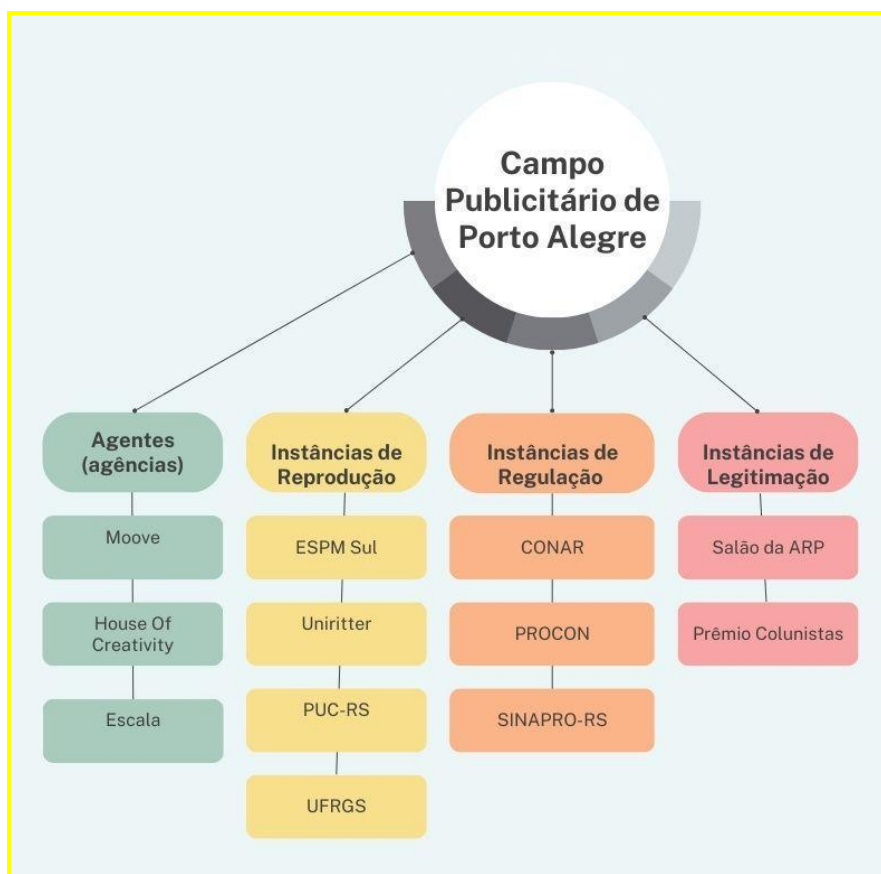 Campo
Publicitário de
Porto Alegre
Agentes
(agências)
Moove
House Of
Creativity
Escala
Instâncias de
Reprodução
ESPM Sul
Uniritter
PUC-RS
UFRGS
Instâncias de
Regulação
CONAR
PROCON
SINAPRO-RS
Instâncias de
Legitimação
Salão da ARP
Prêmio Colunistas